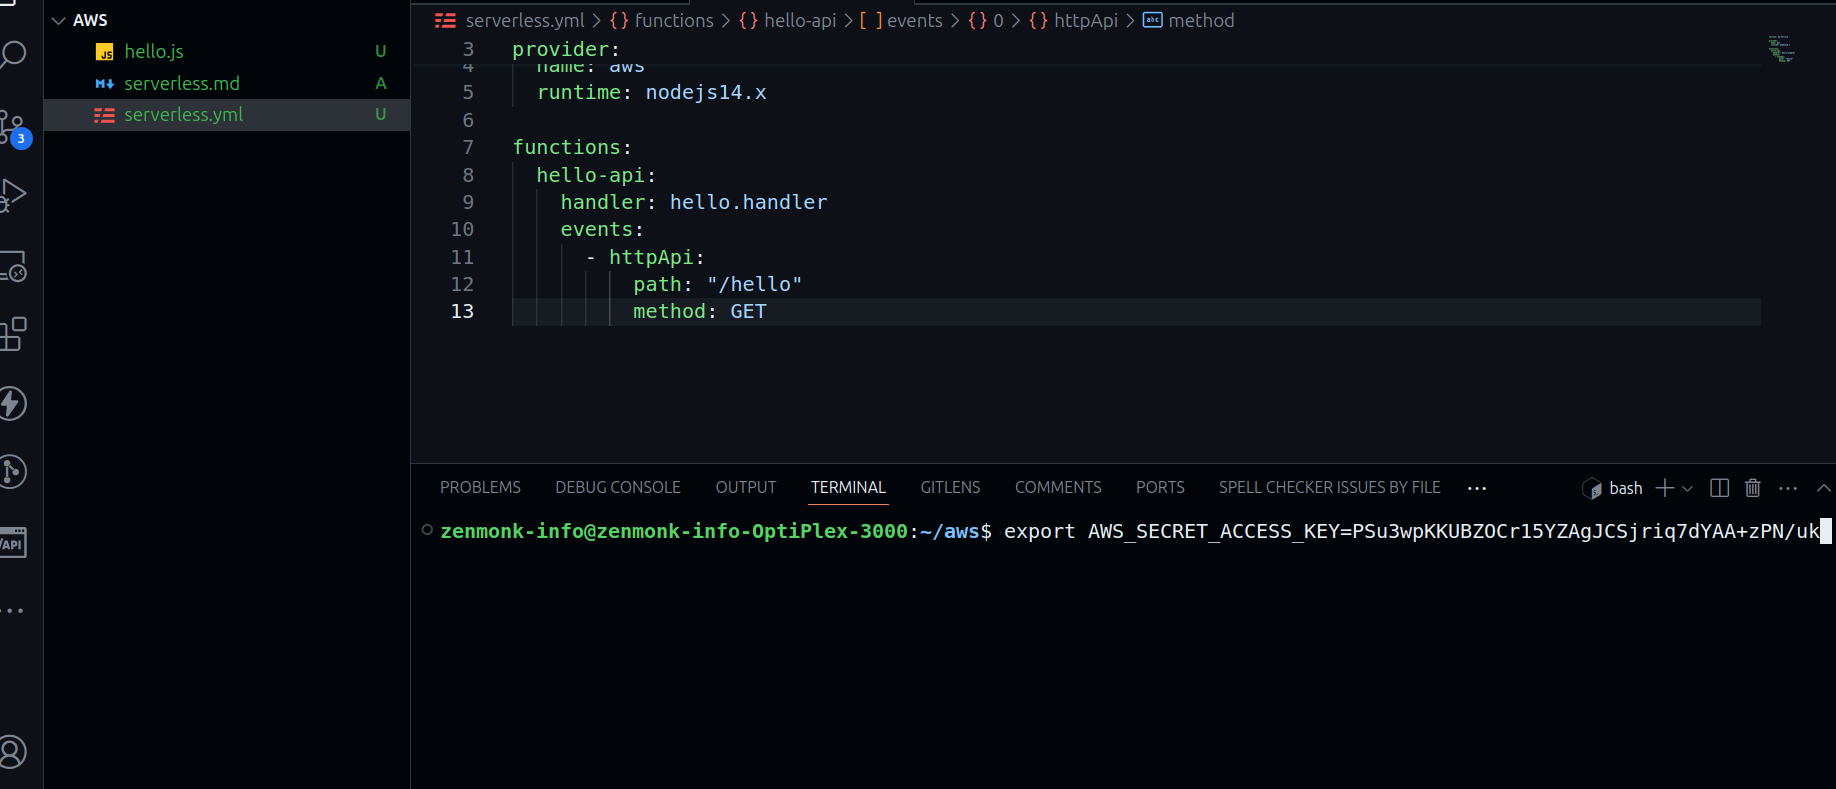 AWS
hello.js U
serverless.md A
serverless.yml U
3
serverless.yml > {} functions > {} hello-api > [ ] events > {} 0 > {} httpApi > abc method
3 provider:
4 name: aws
5 runtime: nodejs14.x
6
7 functions:
8 hello-api:
9 handler: hello.handler
10 events:
11 - httpApi:
12 path: "/hello"
13 method: GET
PROBLEMS DEBUG CONSOLE OUTPUT TERMINAL GITLENS COMMENTS PORTS SPELL CHECKER ISSUES BY FILE ... bash
zenmonk-info@zenmonk-info-OptiPlex-3000:~/aws$ export AWS_SECRET_ACCESS_KEY=PSu3wpKKUBZOCr15YZAgJCSjriq7dYAA+zPN/uk
/API